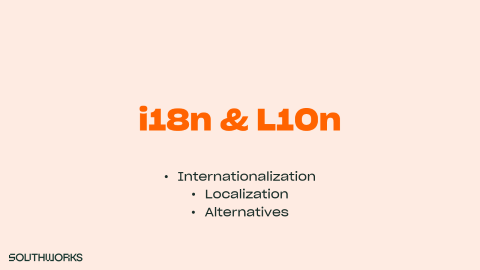 i18n & L10n
• Internationalization
• Localization
• Alternatives
SOUTHWORKS